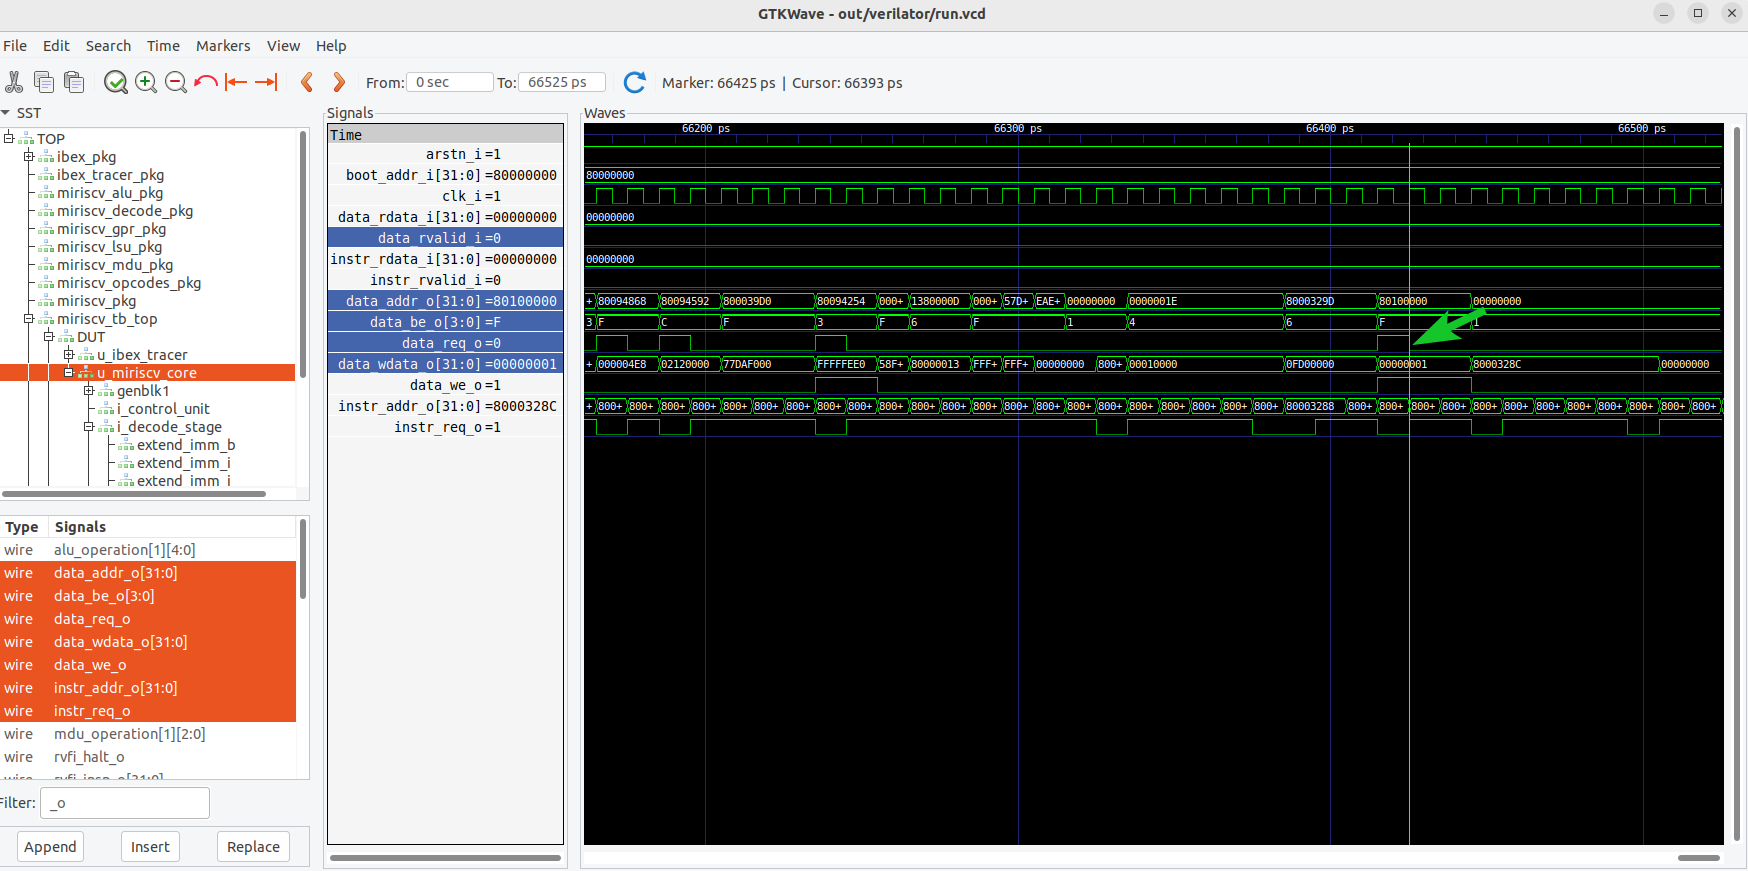 GTKWave - out/verilator/run.vcd
File Edit Search Time Markers View Help
From: 0 sec To: 66525 ps Marker: 66425 ps | Cursor: 66393 ps
SST
TOP
ibex_pkg
ibex_tracer_pkg
miriscv_alu_pkg
miriscv_decode_pkg
miriscv_gpr_pkg
miriscv_lsu_pkg
miriscv_mdu_pkg
miriscv_opcodes_pkg
miriscv_pkg
miriscv_tb_top
DUT
u_ibex_tracer
u_miriscv_core
genblk1
i_control_unit
i_decode_stage
extend_imm_b
extend_imm_i
extend_imm_i
Type Signals
wire alu_operation[1][4:0]
wire data_addr_o[31:0]
wire data_be_o[3:0]
wire data_req_o
wire data_wdata_o[31:0]
wire data_we_o
wire instr_addr_o[31:0]
wire instr_req_o
wire mdu_operation[1][2:0]
wire rvfi_halt_o
wire rvfi_insn_o[31:0]
Filter: _o
Append Insert Replace
Signals
Time
arstn_i=1
boot_addr_i[31:0]=80000000
clk_i=1
data_rdata_i[31:0]=00000000
data_rvalid_i=0
instr_rdata_i[31:0]=00000000
instr_rvalid_i=0
data_addr_o[31:0]=80100000
data_be_o[3:0]=F
data_req_o=0
data_wdata_o[31:0]=00000001
data_we_o=1
instr_addr_o[31:0]=8000328C
instr_req_o=1
Waves
66200 ps 66300 ps 66400 ps 66500 ps
80000000
00000000
00000000
+ 80094868 80094592 800039D0 80094254 000+ 1380000D 000+ 57D+ EAE+ 00000000 0000001E 8000329D 80100000 00000000
3 F C F 3 F 6 F 1 4 6 F 1
+ 000004E8 02120000 77DAF000 FFFFFEE0 58F+ 80000013 FFF+ FFF+ 00000000 800+ 00010000 0FD00000 00000001 8000328C 00000000
+ 800+ 800+ 800+ 800+ 800+ 800+ 800+ 800+ 800+ 800+ 800+ 800+ 800+ 800+ 800+ 800+ 800+ 800+ 800+ 800+ 800+ 800+ 80003288 800+ 800+ 800+ 800+ 800+ 800+ 800+ 800+ 800+ 800+ 800+ 800+